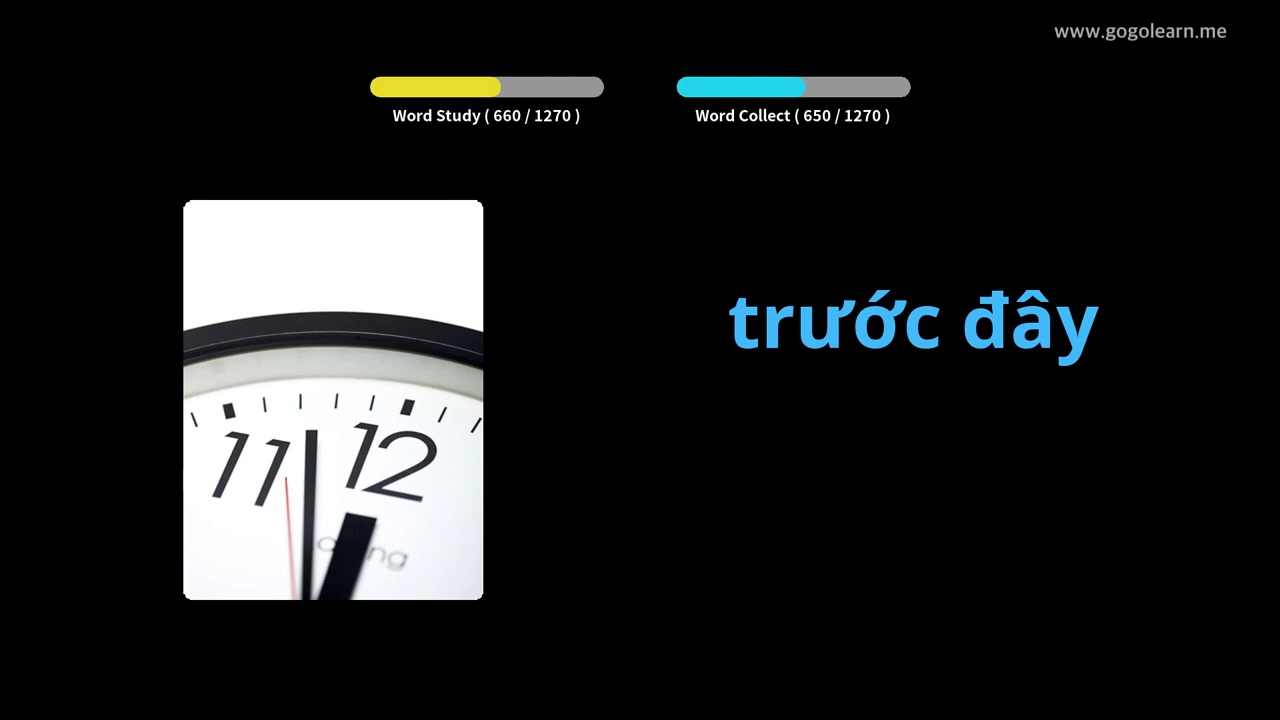 www.gogolearn.me
Word Study ( 660 / 1270 )
Word Collect ( 650 / 1270 )
trước đây
11
12